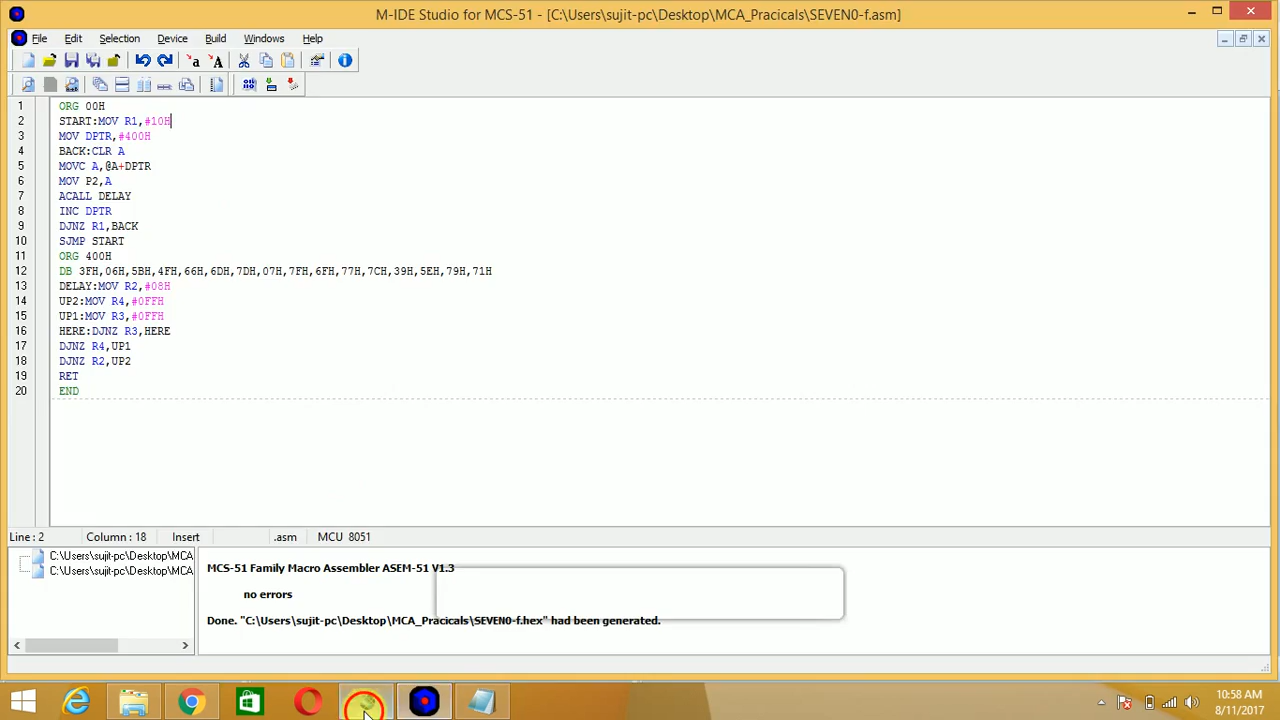 M-IDE Studio for MCS-51 - [C:\Users\sujit-pc\Desktop\MCA_Pracicals\SEVEN0-f.asm]
File Edit Selection Device Build Windows Help
1 ORG 00H
2 START:MOV R1,#10H
3 MOV DPTR,#400H
4 BACK:CLR A
5 MOVC A,@A+DPTR
6 MOV P2,A
7 ACALL DELAY
8 INC DPTR
9 DJNZ R1,BACK
10 SJMP START
11 ORG 400H
12 DB 3FH,06H,5BH,4FH,66H,6DH,7DH,07H,7FH,6FH,77H,7CH,39H,5EH,79H,71H
13 DELAY:MOV R2,#08H
14 UP2:MOV R4,#0FFH
15 UP1:MOV R3,#0FFH
16 HERE:DJNZ R3,HERE
17 DJNZ R4,UP1
18 DJNZ R2,UP2
19 RET
20 END
Line: 2 Column: 18 Insert .asm MCU 8051
C:\Users\sujit-pc\Desktop\MCA
C:\Users\sujit-pc\Desktop\MCA
MCS-51 Family Macro Assembler ASEM-51 V1.3
no errors
Done. "C:\Users\sujit-pc\Desktop\MCA_Pracicals\SEVEN0-f.hex" had been generated.
10:58 AM
8/11/2017